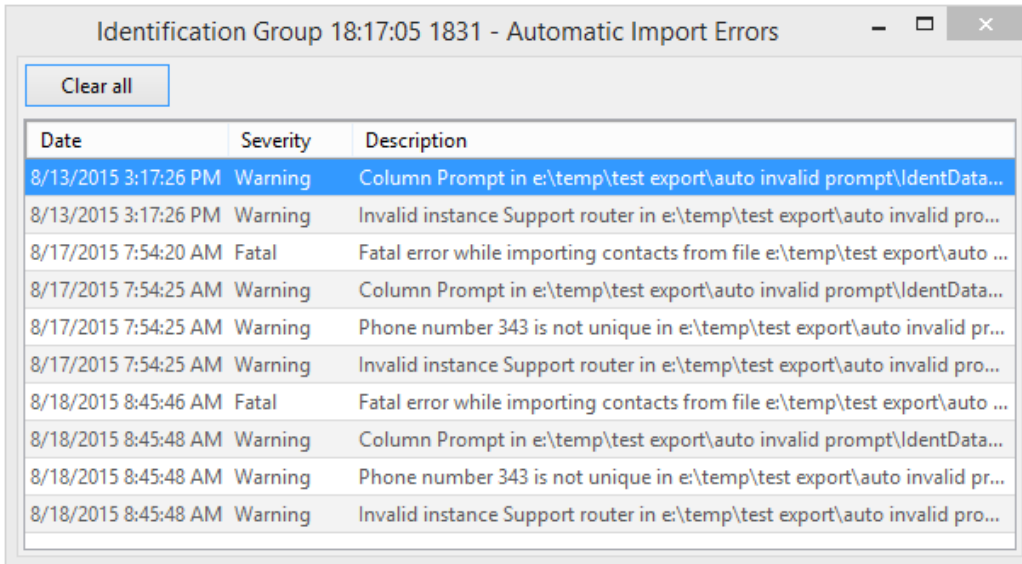 Identification Group 18:17:05 1831 - Automatic Import Errors
Clear all
Date Severity Description
8/13/2015 3:17:26 PM Warning Column Prompt in e:\temp\test export\auto invalid prompt\IdentData...
8/13/2015 3:17:26 PM Warning Invalid instance Support router in e:\temp\test export\auto invalid pro...
8/17/2015 7:54:20 AM Fatal Fatal error while importing contacts from file e:\temp\test export\auto ...
8/17/2015 7:54:25 AM Warning Column Prompt in e:\temp\test export\auto invalid prompt\IdentData...
8/17/2015 7:54:25 AM Warning Phone number 343 is not unique in e:\temp\test export\auto invalid pr...
8/17/2015 7:54:25 AM Warning Invalid instance Support router in e:\temp\test export\auto invalid pro...
8/18/2015 8:45:46 AM Fatal Fatal error while importing contacts from file e:\temp\test export\auto ...
8/18/2015 8:45:48 AM Warning Column Prompt in e:\temp\test export\auto invalid prompt\IdentData...
8/18/2015 8:45:48 AM Warning Phone number 343 is not unique in e:\temp\test export\auto invalid pr...
8/18/2015 8:45:48 AM Warning Invalid instance Support router in e:\temp\test export\auto invalid pro...